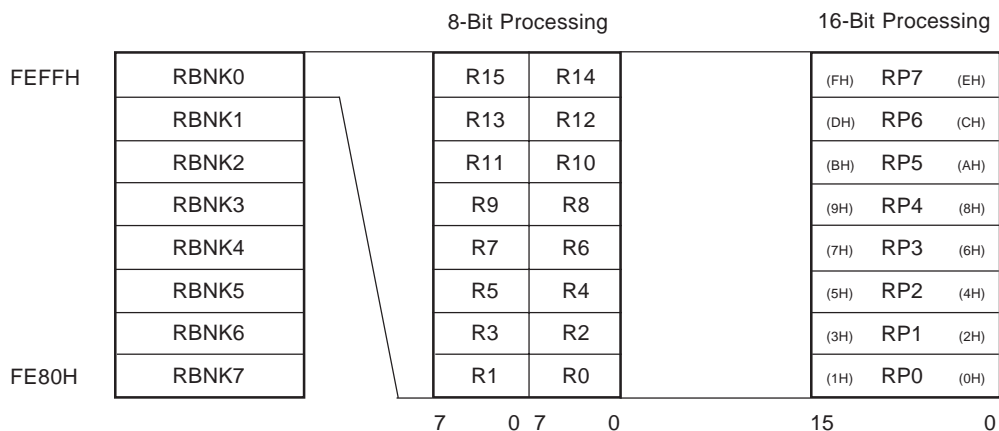 8-Bit Processing 16-Bit Processing
FEFFH RBNK0 R15 R14 (FH) RP7 (EH)
RBNK1 R13 R12 (DH) RP6 (CH)
RBNK2 R11 R10 (BH) RP5 (AH)
RBNK3 R9 R8 (9H) RP4 (8H)
RBNK4 R7 R6 (7H) RP3 (6H)
RBNK5 R5 R4 (5H) RP2 (4H)
RBNK6 R3 R2 (3H) RP1 (2H)
FE80H RBNK7 R1 R0 (1H) RP0 (0H)
7 0 7 0 15 0